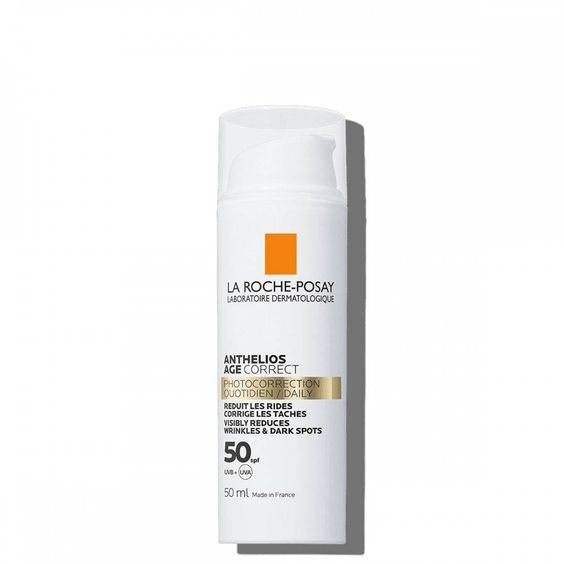 LA ROCHE-POSAY
LABORATOIRE DERMATOLOGIQUE
ANTHELIOS
AGE CORRECT
PHOTOCORRECTION
QUOTIDIEN / DAILY
REDUIT LES RIDES
CORRIGE LES TACHES
VISIBLY REDUCES
WRINKLES & DARK SPOTS
50 spf
UVB + UVA
50 ml Made in France